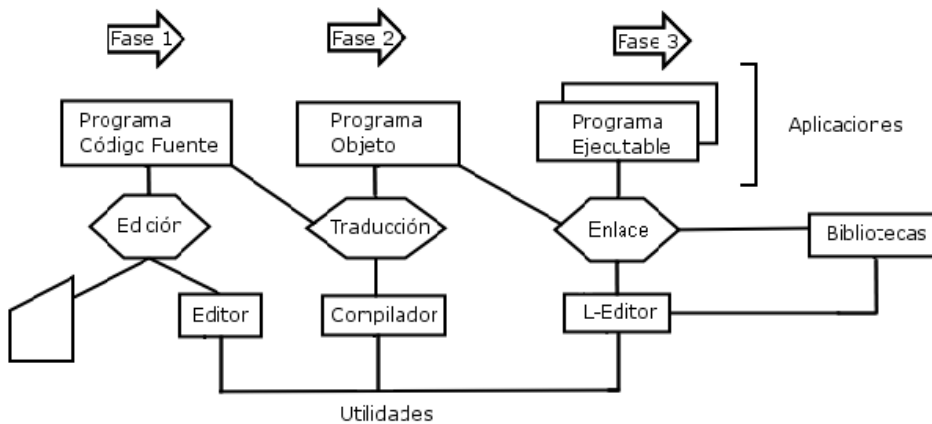 Fase 1
Fase 2
Fase 3
Programa
Código Fuente
Programa
Objeto
Programa
Ejecutable
Aplicaciones
Edición
Traducción
Enlace
Bibliotecas
Editor
Compilador
L-Editor
Utilidades